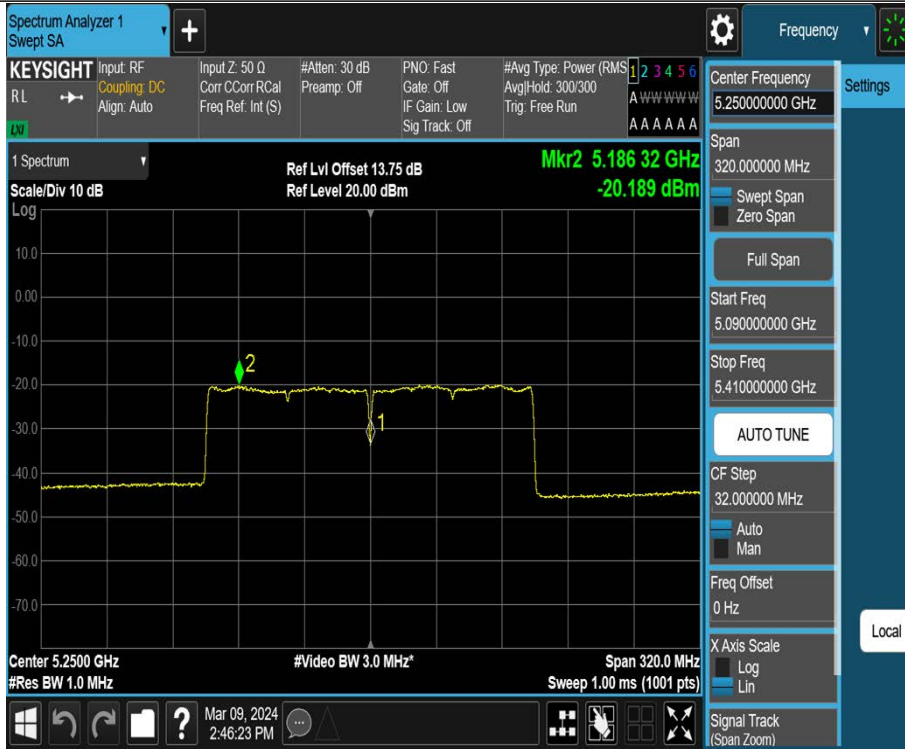 Spectrum Analyzer 1
Swept SA
+
Frequency
KEYSIGHT
R L
LXI
Input: RF
Coupling: DC
Align: Auto
Input Z: 50 Ω
Corr CCorr RCal
Freq Ref: Int (S)
#Atten: 30 dB
Preamp: Off
PNO: Fast
Gate: Off
IF Gain: Low
Sig Track: Off
#Avg Type: Power (RMS
Avg|Hold: 300/300
Trig: Free Run
1 2 3 4 5 6
A W W W W W
A A A A A A
1 Spectrum
Scale/Div 10 dB
Log
Ref Lvl Offset 13.75 dB
Ref Level 20.00 dBm
Mkr2 5.186 32 GHz
-20.189 dBm
10.0
0.00
-10.0
-20.0
-30.0
-40.0
-50.0
-60.0
-70.0
2
1
Center 5.2500 GHz
#Res BW 1.0 MHz
#Video BW 3.0 MHz*
Span 320.0 MHz
Sweep 1.00 ms (1001 pts)
Center Frequency
5.250000000 GHz
Span
320.000000 MHz
Swept Span
Zero Span
Full Span
Start Freq
5.090000000 GHz
Stop Freq
5.410000000 GHz
AUTO TUNE
CF Step
32.000000 MHz
Auto
Man
Freq Offset
0 Hz
X Axis Scale
Log
Lin
Signal Track
(Span Zoom)
Settings
Local
?
Mar 09, 2024
2:46:23 PM